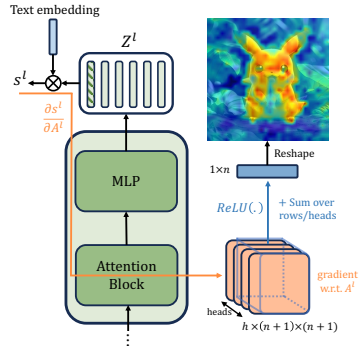 Text embedding
Z^l
s^l
∂s^l
∂A^l
MLP
Attention
Block
⋮
Reshape
1×n
ReLU(.)
+ Sum over
rows/heads
gradient
w.r.t. A^l
heads
h×(n+1)×(n+1)